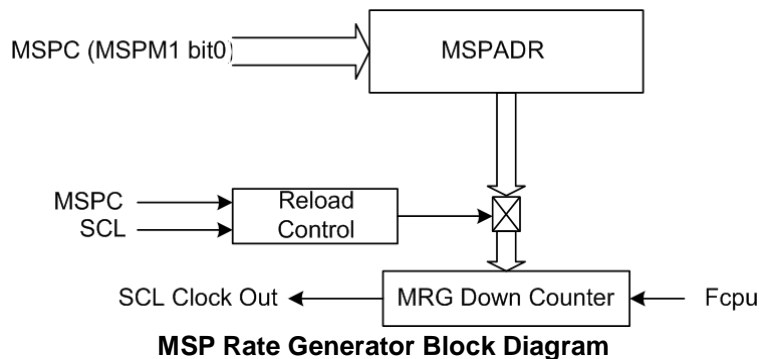 MSPC (MSPM1 bit0)
MSPADR
MSPC
SCL
Reload
Control
SCL Clock Out
MRG Down Counter
Fcpu
MSP Rate Generator Block Diagram